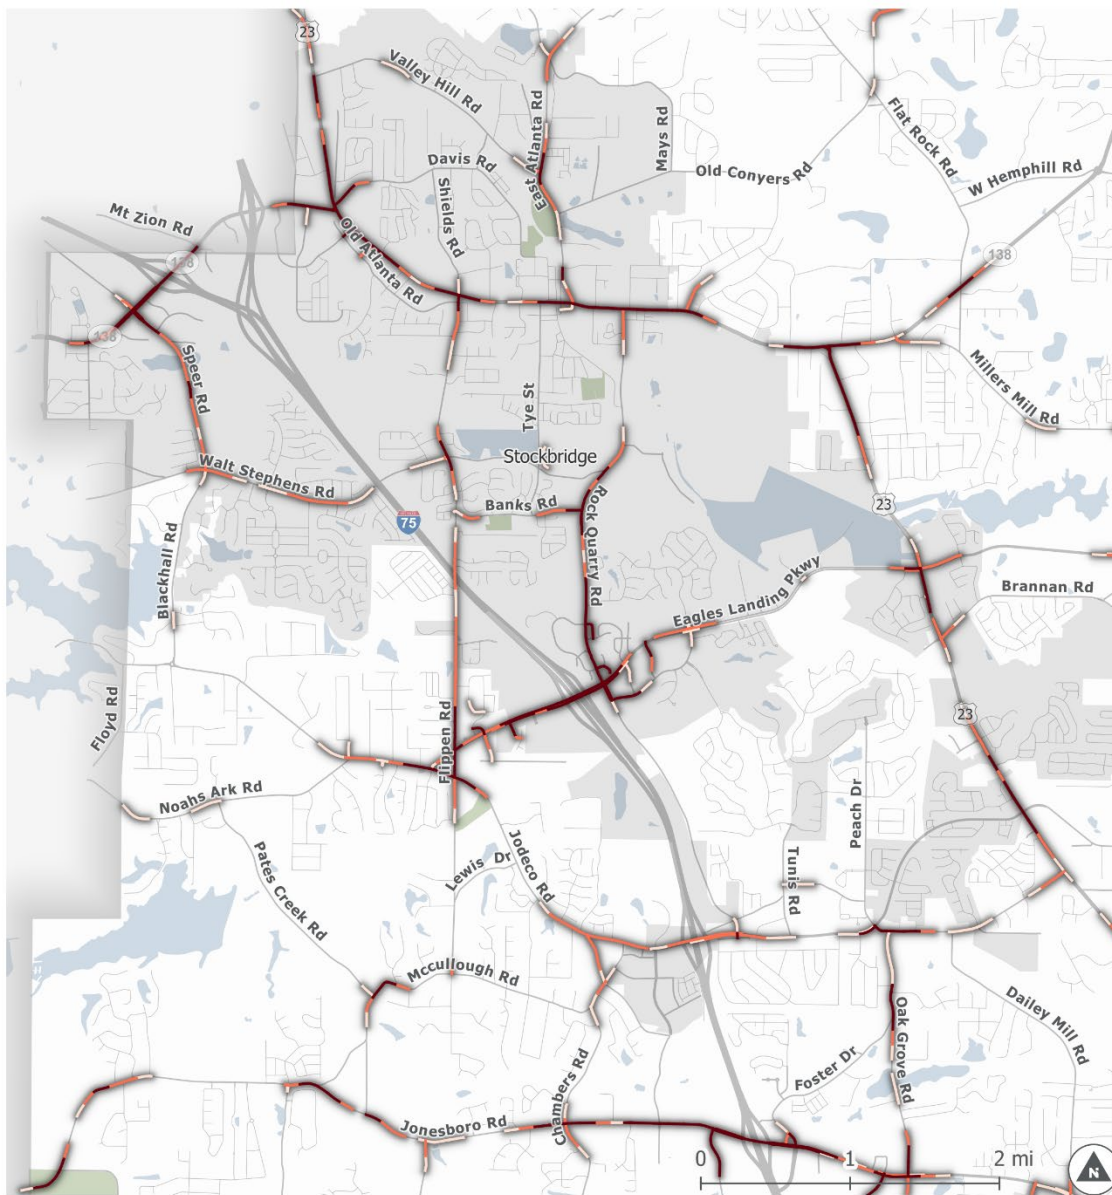 23
Valley Hill Rd
East Atlanta Rd
Mays Rd
Flat Rock Rd
Davis Rd
Shields Rd
Old Conyers Rd
W Hemphill Rd
Mt Zion Rd
Old Atlanta Rd
138
138
138
Speer Rd
Millers Mill Rd
Tye St
Stockbridge
Walt Stephens Rd
Banks Rd
Rock Quarry Rd
23
75
Blackhall Rd
Eagles Landing Pkwy
Brannan Rd
Floyd Rd
Flippen Rd
23
Noahs Ark Rd
Peach Dr
Pates Creek Rd
Lewis Dr
Jodeco Rd
Tunis Rd
Mccullough Rd
Oak Grove Rd
Dailey Mill Rd
Foster Dr
Chambers Rd
Jonesboro Rd
0 1 2 mi
N